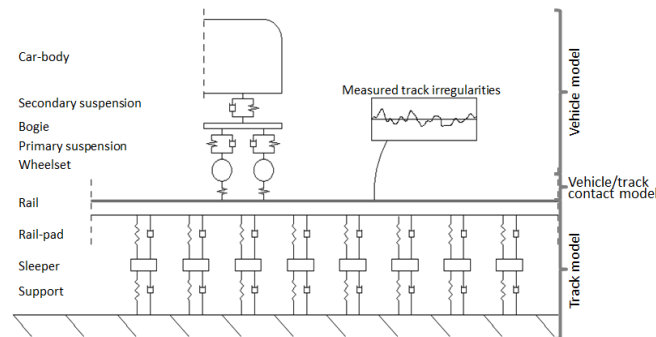 Car-body
Secondary suspension
Bogie
Primary suspension
Wheelset
Rail
Rail-pad
Sleeper
Support
Measured track irregularities
Vehicle model
Vehicle/track
contact model
Track model